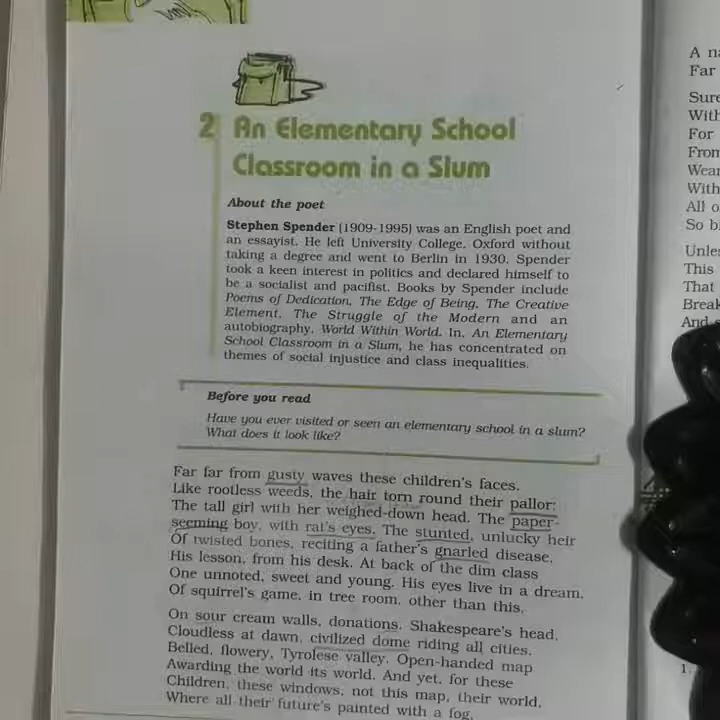 2 An Elementary School
Classroom in a Slum
About the poet
Stephen Spender (1909-1995) was an English poet and
an essayist. He left University College, Oxford without
taking a degree and went to Berlin in 1930. Spender
took a keen interest in politics and declared himself to
be a socialist and pacifist. Books by Spender include
Poems of Dedication, The Edge of Being, The Creative
Element, The Struggle of the Modern and an
autobiography, World Within World. In, An Elementary
School Classroom in a Slum, he has concentrated on
themes of social injustice and class inequalities.
Before you read
Have you ever visited or seen an elementary school in a slum?
What does it look like?
Far far from gusty waves these children's faces.
Like rootless weeds, the hair torn round their pallor:
The tall girl with her weighed-down head. The paper-
seeming boy, with rat's eyes. The stunted, unlucky heir
Of twisted bones, reciting a father's gnarled disease,
His lesson, from his desk. At back of the dim class
One unnoted, sweet and young. His eyes live in a dream,
Of squirrel's game, in tree room, other than this.
On sour cream walls, donations. Shakespeare's head,
Cloudless at dawn, civilized dome riding all cities.
Belled, flowery, Tyrolese valley. Open-handed map
Awarding the world its world. And yet, for these
Children, these windows, not this map, their world,
Where all their future's painted with a fog,
A
Far
Sure
With
For
From
With
All
So
This
That
And
1.